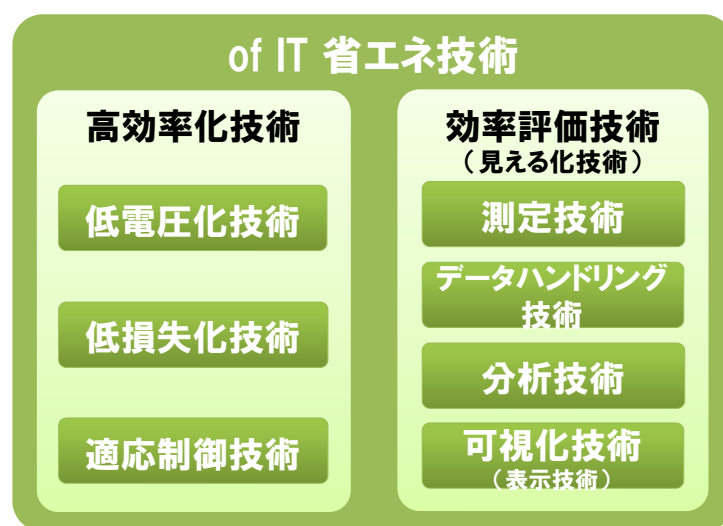 of IT 省エネ技術
高効率化技術
低電圧化技術
低損失化技術
適応制御技術
効率評価技術
（見える化技術）
測定技術
データハンドリング
技術
分析技術
可視化技術
（表示技術）